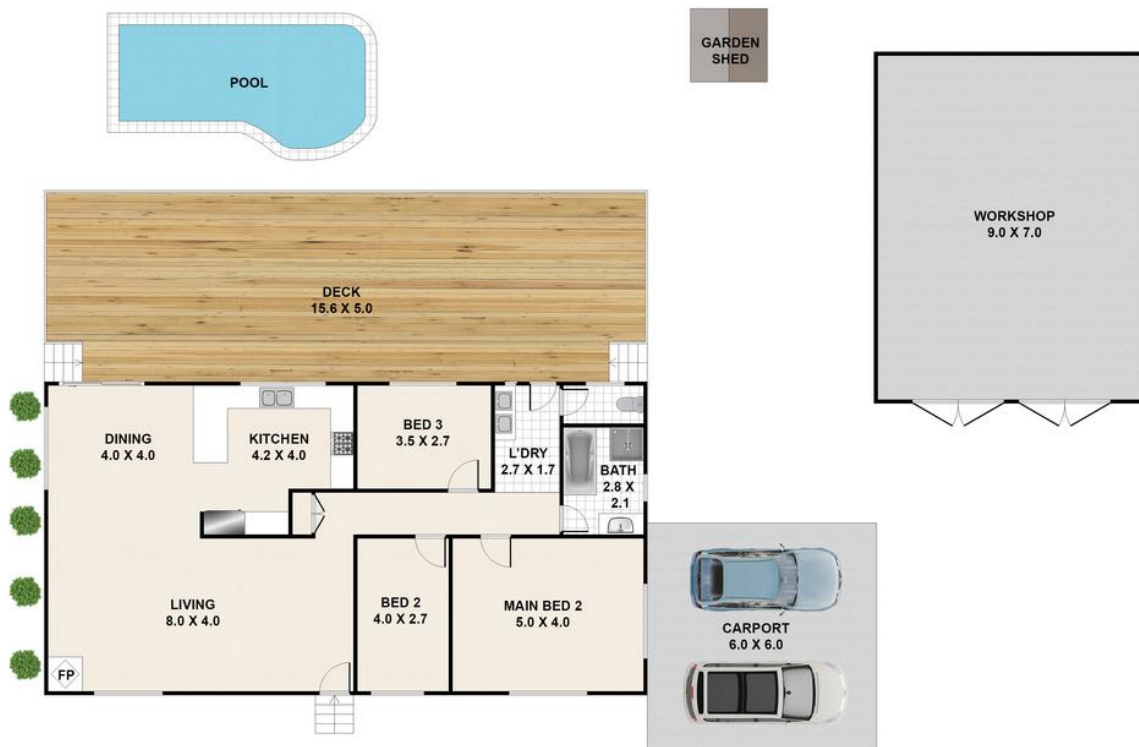 POOL
GARDEN
SHED
WORKSHOP
9.0 X 7.0
DECK
15.6 X 5.0
DINING
4.0 X 4.0
KITCHEN
4.2 X 4.0
BED 3
3.5 X 2.7
L'DRY
2.7 X 1.7
BATH
2.8 X
2.1
LIVING
8.0 X 4.0
BED 2
4.0 X 2.7
MAIN BED 2
5.0 X 4.0
CARPORT
6.0 X 6.0
FP